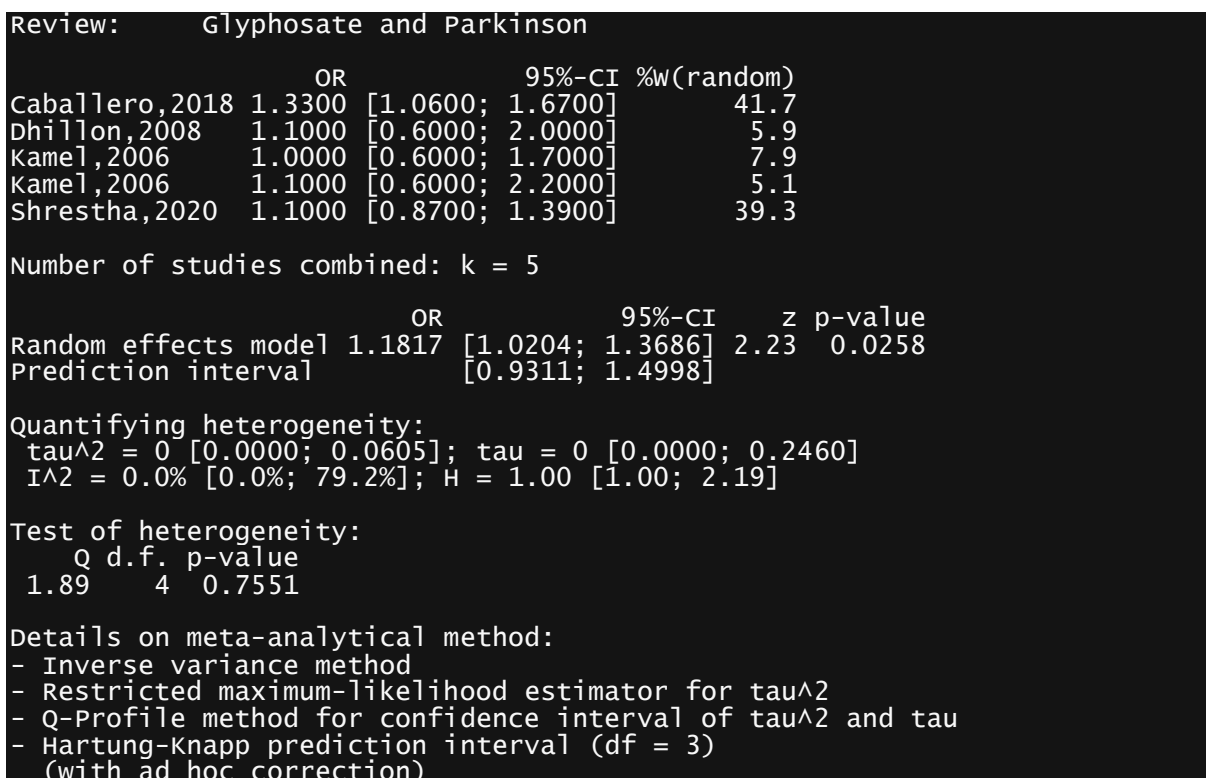 Review:     Glyphosate and Parkinson
OR            95%-CI %W(random)
Caballero,2018 1.3300 [1.0600; 1.6700]       41.7
Dhillon,2008   1.1000 [0.6000; 2.0000]        5.9
Kamel,2006     1.0000 [0.6000; 1.7000]        7.9
Kamel,2006     1.1000 [0.6000; 2.2000]        5.1
Shrestha,2020  1.1000 [0.8700; 1.3900]       39.3
Number of studies combined: k = 5
OR           95%-CI    z p-value
Random effects model 1.1817 [1.0204; 1.3686] 2.23  0.0258
Prediction interval         [0.9311; 1.4998]
Quantifying heterogeneity:
tau^2 = 0 [0.0000; 0.0605]; tau = 0 [0.0000; 0.2460]
I^2 = 0.0% [0.0%; 79.2%]; H = 1.00 [1.00; 2.19]
Test of heterogeneity:
Q d.f. p-value
1.89    4  0.7551
Details on meta-analytical method:
- Inverse variance method
- Restricted maximum-likelihood estimator for tau^2
- Q-Profile method for confidence interval of tau^2 and tau
- Hartung-Knapp prediction interval (df = 3)
(with ad hoc correction)